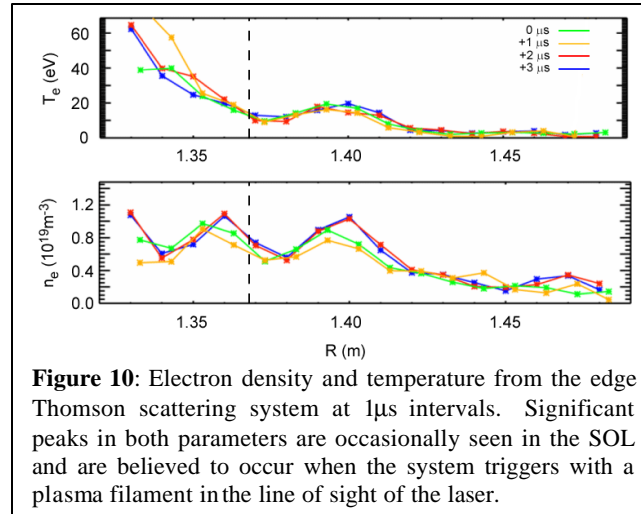 60
40
20
0
Te (eV)
0 μs
+1 μs
+2 μs
+3 μs
1.35
1.40
1.45
1.2
0.8
0.4
0.0
ne (10^19m-3)
1.35
1.40
1.45
R (m)
Figure 10: Electron density and temperature from the edge
Thomson scattering system at 1μs intervals. Significant
peaks in both parameters are occasionally seen in the SOL
and are believed to occur when the system triggers with a
plasma filament in the line of sight of the laser.